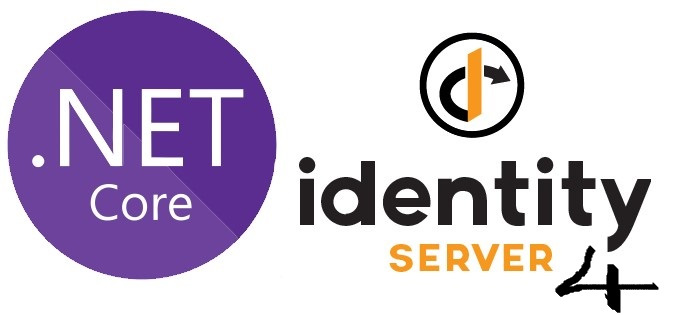 .NET
Core
identity
SERVER
4